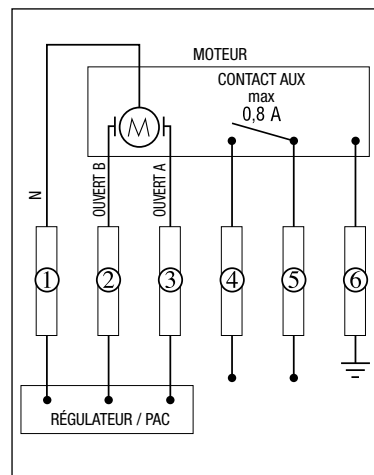 MOTEUR
CONTACT AUX
max
0,8 A
M
N
OUVERT B
OUVERT A
1
2
3
4
5
6
RÉGULATEUR / PAC